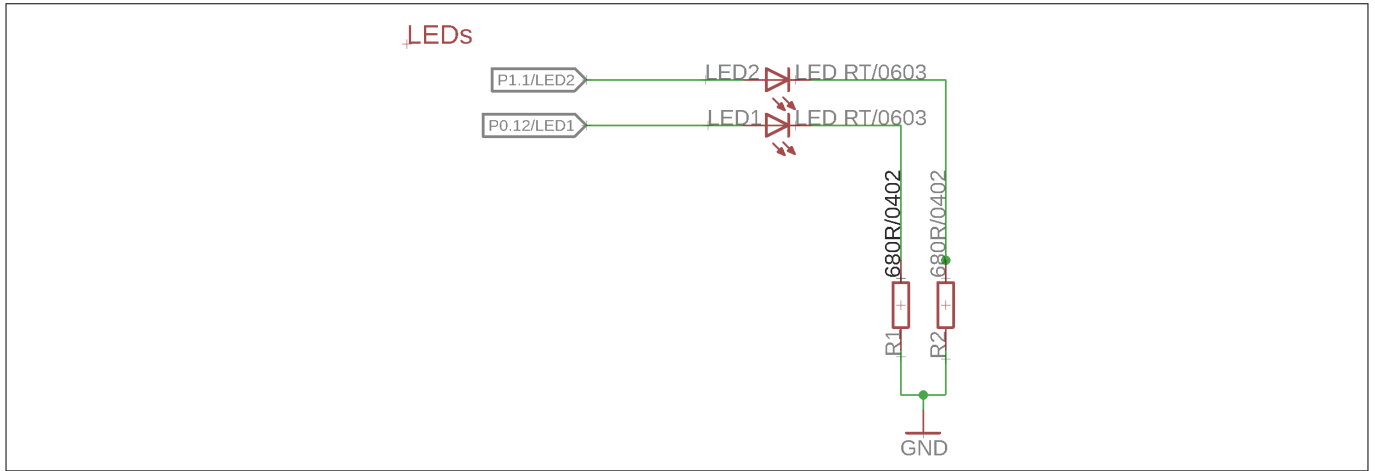 LEDs
P1.1/LED2
LED2
LED RT/0603
P0.12/LED1
LED1
LED RT/0603
680R/0402
680R/0402
R1
R2
GND